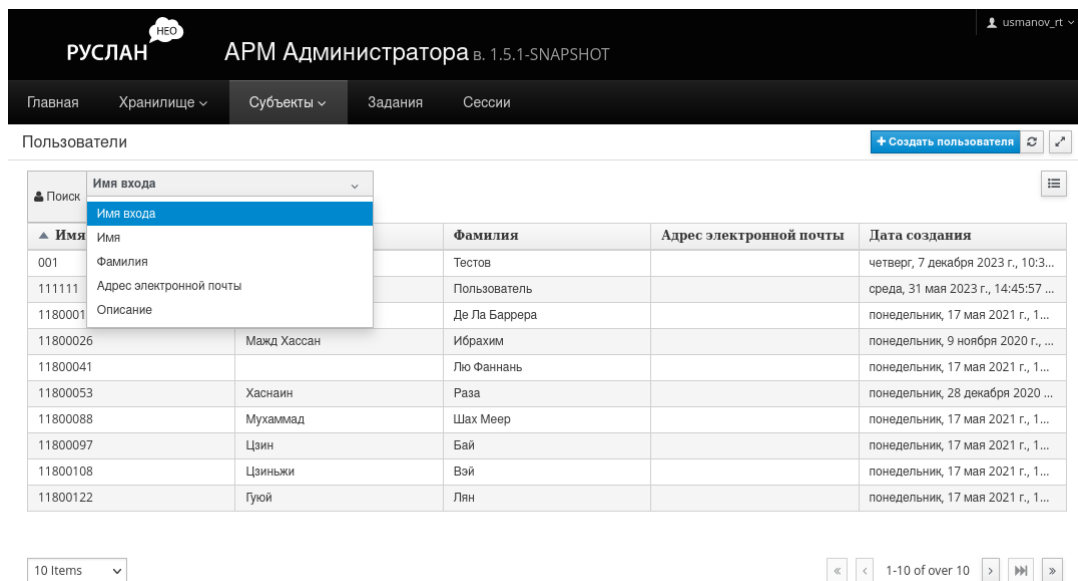 НЕО
РУСЛАН
АРМ Администратора в. 1.5.1-SNAPSHOT
usmanov_rt
Главная Хранилище Субъекты Задания Сессии
Пользователи
+ Создать пользователя
Поиск
Имя входа
Имя входа
Имя
Фамилия
Адрес электронной почты
Описание
Имя Фамилия Адрес электронной почты Дата создания
001 Тестов четверг, 7 декабря 2023 г., 10:3...
111111 Пользователь среда, 31 мая 2023 г., 14:45:57 ...
1180001 Де Ла Баррера понедельник, 17 мая 2021 г., 1...
11800026 Мажд Хассан Ибрахим понедельник, 9 ноября 2020 г., ...
11800041 Лю Фаннань понедельник, 17 мая 2021 г., 1...
11800053 Хаснаин Раза понедельник, 28 декабря 2020 ...
11800088 Мухаммад Шах Меер понедельник, 17 мая 2021 г., 1...
11800097 Цзин Бай понедельник, 17 мая 2021 г., 1...
11800108 Цзиньжи Вэй понедельник, 17 мая 2021 г., 1...
11800122 Гуюй Лян понедельник, 17 мая 2021 г., 1...
10 Items
1-10 of over 10